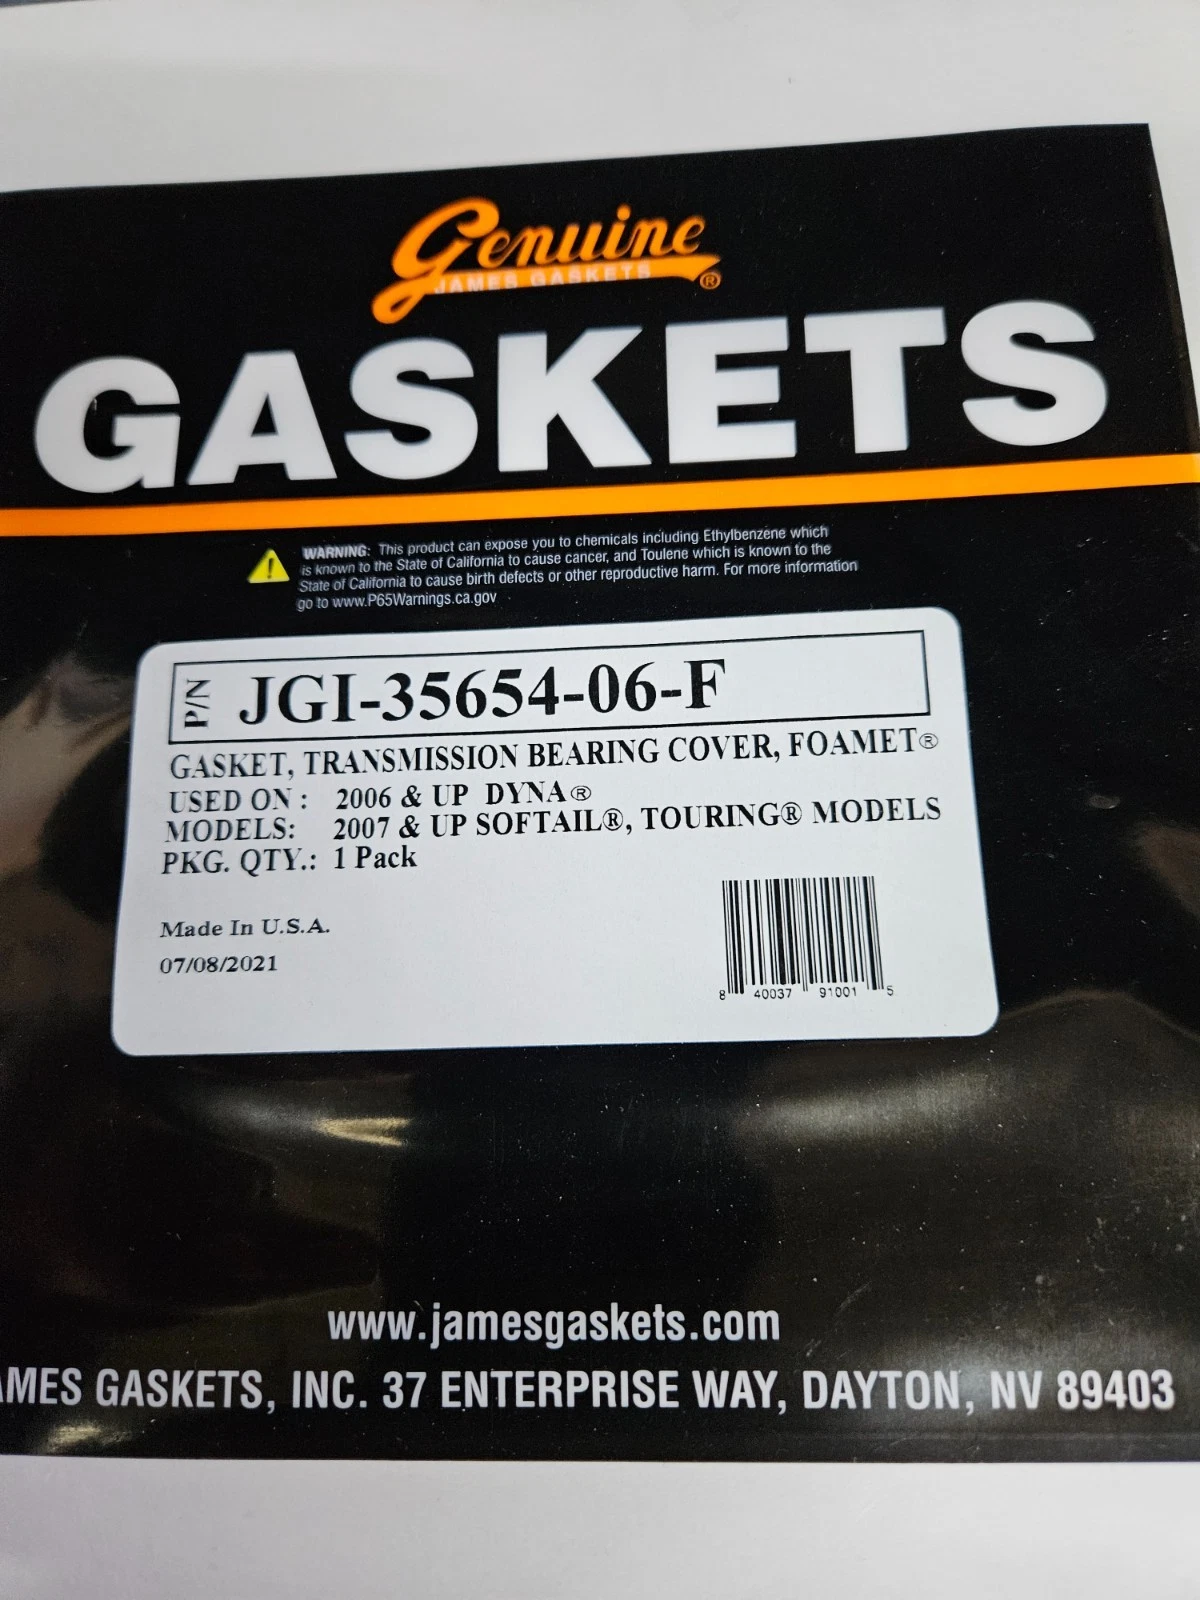 Genuine
JAMES GASKETS ®
GASKETS
WARNING: This product can expose you to chemicals including Ethylbenzene which
is known to the State of California to cause cancer, and Toulene which is known to the
State of California to cause birth defects or other reproductive harm. For more information
go to www.P65Warnings.ca.gov
P/N JGI-35654-06-F
GASKET, TRANSMISSION BEARING COVER, FOAMET®
USED ON : 2006 & UP DYNA®
MODELS: 2007 & UP SOFTAIL®, TOURING® MODELS
PKG. QTY.: 1 Pack
Made In U.S.A.
07/08/2021
8 40037 91001 5
www.jamesgaskets.com
AMES GASKETS, INC. 37 ENTERPRISE WAY, DAYTON, NV 89403